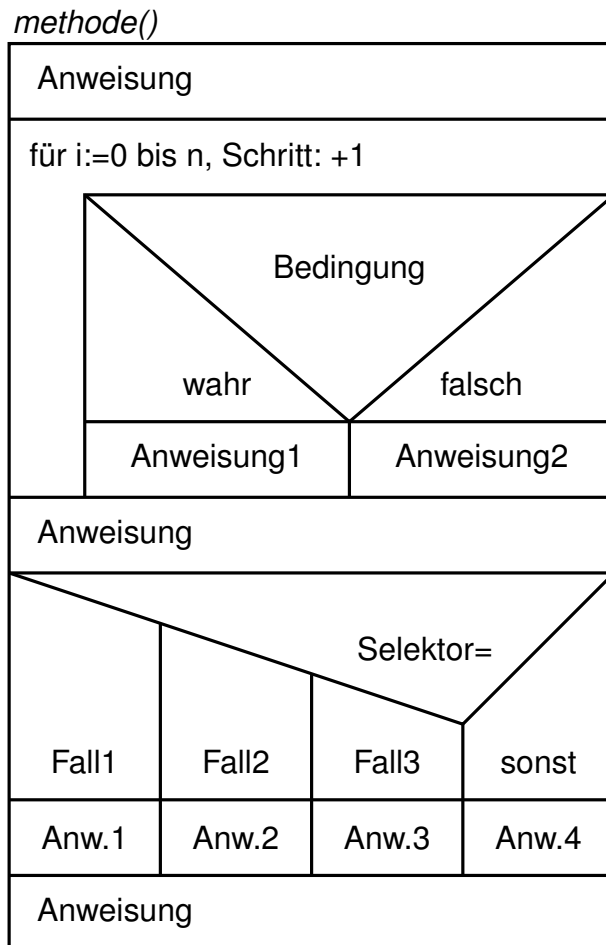 methode()
Anweisung
für i:=0 bis n, Schritt: +1
Bedingung
wahr falsch
Anweisung1 Anweisung2
Anweisung
Selektor=
Fall1 Fall2 Fall3 sonst
Anw.1 Anw.2 Anw.3 Anw.4
Anweisung